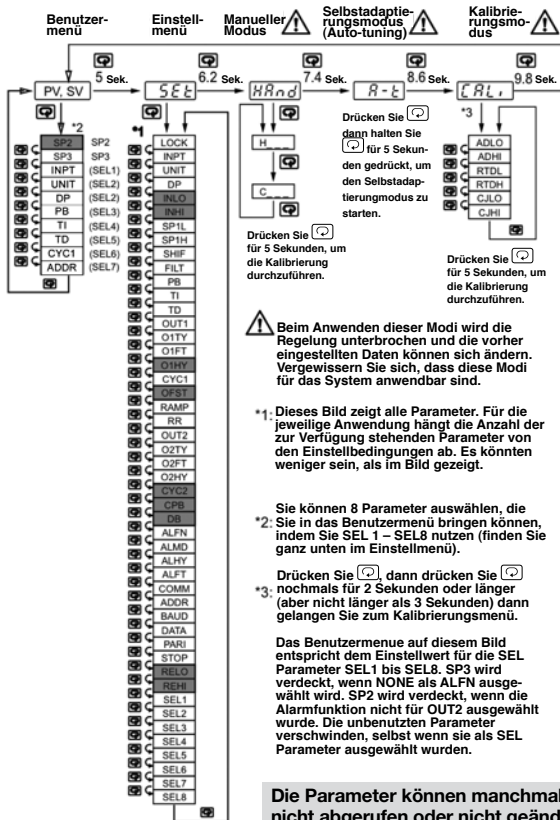 Benutzer-
menü
Einstell-
menü
Manueller
Modus
Selbstadaptie-
rungsmodus
(Auto-tuning)
Kalibrie-
rungsmo-
dus
5 Sek.
6.2 Sek.
7.4 Sek.
8.6 Sek.
9.8 Sek.
PV, SV
SEt
HAnd
A-t
CALi
*2
SP2 SP2
SP3 SP3
INPT (SEL1)
UNIT (SEL2)
DP (SEL2)
PB (SEL3)
TI (SEL4)
TD (SEL5)
CYC1 (SEL6)
ADDR (SEL7)
*1
LOCK
INPT
UNIT
DP
INLO
INHI
SP1L
SP1H
SHIF
FILT
PB
TI
TD
OUT1
O1TY
O1FT
O1HY
CYC1
OFST
RAMP
RR
OUT2
O2TY
O2FT
O2HY
CYC2
CPB
DB
ALFN
ALMD
ALHY
ALFT
COMM
ADDR
BAUD
DATA
PARI
STOP
RELO
REHI
SEL1
SEL2
SEL3
SEL4
SEL5
SEL6
SEL7
SEL8
H_ _ _
C_ _ _
Drücken Sie
für 5 Sekunden, um
die Kalibrierung
durchzuführen.
Drücken Sie
dann halten Sie
für 5 Sekun-
den gedrückt, um
den Selbstadap-
tierungmodus zu
starten.
*3
ADLO
ADHI
RTDL
RTDH
CJLO
CJHI
Drücken Sie
für 5 Sekunden, um
die Kalibrierung
durchzuführen.
Beim Anwenden dieser Modi wird die
Regelung unterbrochen und die vorher
eingestellten Daten können sich ändern.
Vergewissern Sie sich, dass diese Modi
für das System anwendbar sind.
*1: Dieses Bild zeigt alle Parameter. Für die
jeweilige Anwendung hängt die Anzahl der
zur Verfügung stehenden Parameter von
den Einstellbedingungen ab. Es könnten
weniger sein, als im Bild gezeigt.
Sie können 8 Parameter auswählen, die
*2: Sie in das Benutzermenü bringen können,
indem Sie SEL 1 – SEL8 nutzen (finden Sie
ganz unten im Einstellmenü).
Drücken Sie , dann drücken Sie
*3: nochmals für 2 Sekunden oder länger
(aber nicht länger als 3 Sekunden) dann
gelangen Sie zum Kalibrierungsmenü.
Das Benutzermenue auf diesem Bild
entspricht dem Einstellwert für die SEL
Parameter SEL1 bis SEL8. SP3 wird
verdeckt, wenn NONE als ALFN ausge-
wählt wird. SP2 wird verdeckt, wenn die
Alarmfunktion nicht für OUT2 ausgewählt
wurde. Die unbenutzten Parameter
verschwinden, selbst wenn sie als SEL
Parameter ausgewählt wurden.
Die Parameter können manchmal
nicht abgerufen oder nicht geänd